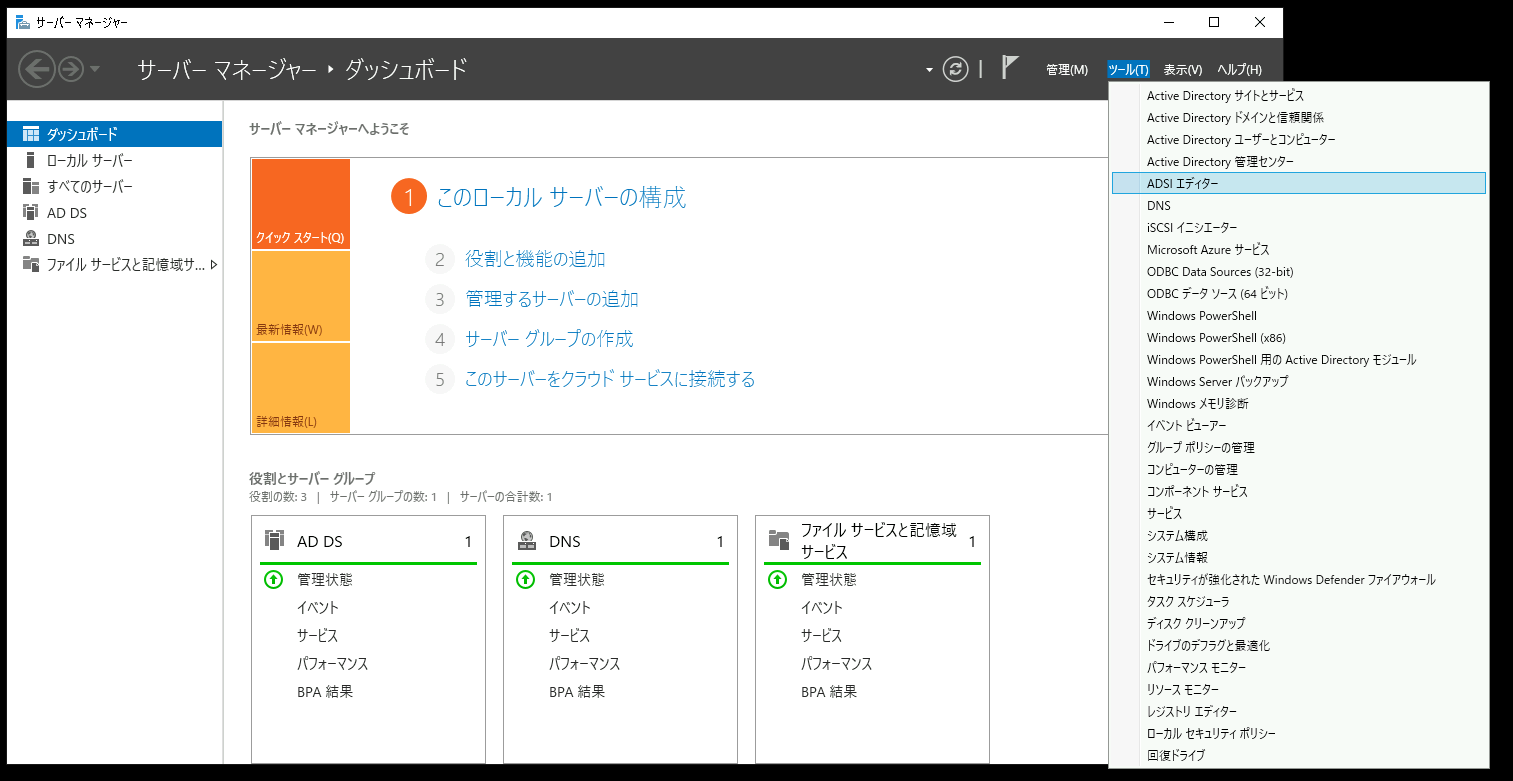 サーバー マネージャー
サーバー マネージャー ‣ ダッシュボード
管理(M) ツール(T) 表示(V) ヘルプ(H)
ダッシュボード
ローカル サーバー
すべてのサーバー
AD DS
DNS
ファイル サービスと記憶域サ...
サーバー マネージャーへようこそ
クイック スタート(Q)
最新情報(W)
詳細情報(L)
1 このローカル サーバーの構成
2 役割と機能の追加
3 管理するサーバーの追加
4 サーバー グループの作成
5 このサーバーをクラウド サービスに接続する
役割とサーバー グループ
役割の数: 3 | サーバー グループの数: 1 | サーバーの合計数: 1
AD DS 1
管理状態
イベント
サービス
パフォーマンス
BPA 結果
DNS 1
管理状態
イベント
サービス
パフォーマンス
BPA 結果
ファイル サービスと記憶域
サービス 1
管理状態
イベント
サービス
パフォーマンス
BPA 結果
Active Directory サイトとサービス
Active Directory ドメインと信頼関係
Active Directory ユーザーとコンピューター
Active Directory 管理センター
ADSI エディター
DNS
iSCSI イニシエーター
Microsoft Azure サービス
ODBC Data Sources (32-bit)
ODBC データ ソース (64 ビット)
Windows PowerShell
Windows PowerShell (x86)
Windows PowerShell 用の Active Directory モジュール
Windows Server バックアップ
Windows メモリ診断
イベント ビューアー
グループ ポリシーの管理
コンピューターの管理
コンポーネント サービス
サービス
システム構成
システム情報
セキュリティが強化された Windows Defender ファイアウォール
タスク スケジューラ
ディスク クリーンアップ
ドライブのデフラグと最適化
パフォーマンス モニター
リソース モニター
レジストリ エディター
ローカル セキュリティ ポリシー
回復ドライブ